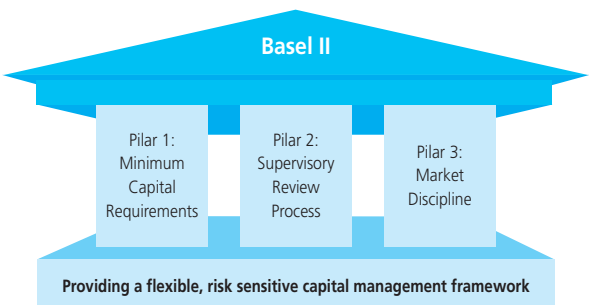 Basel II
Pilar 1:
Minimum
Capital
Requirements
Pilar 2:
Supervisory
Review
Process
Pilar 3:
Market
Discipline
Providing a flexible, risk sensitive capital management framework